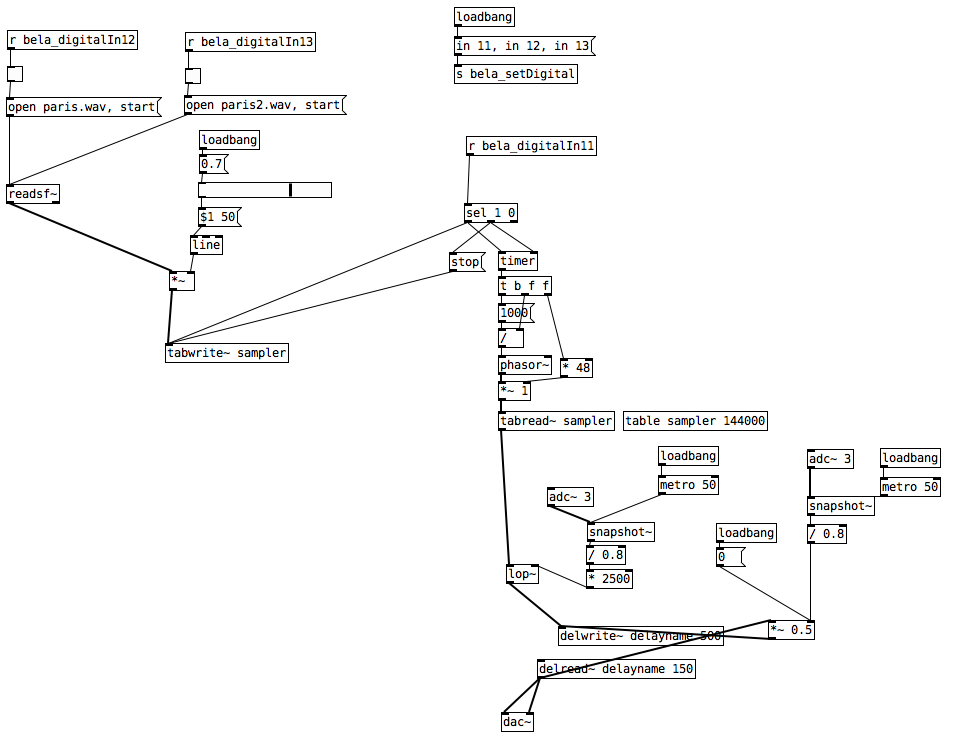 loadbang
r bela_digitalIn12
r bela_digitalIn13
in 11, in 12, in 13
s bela_setDigital
open paris.wav, start
open paris2.wav, start
loadbang
r bela_digitalIn11
0.7
readsf~
$1 50
sel 1 0
line
stop
timer
*~
t b f f
1000
/
tabwrite~ sampler
phasor~
* 48
*~ 1
tabread~ sampler
table sampler 144000
loadbang
adc~ 3
loadbang
metro 50
metro 50
adc~ 3
snapshot~
snapshot~
loadbang
/ 0.8
/ 0.8
0
lop~
* 2500
*~ 0.5
delwrite~ delayname 500
delread~ delayname 150
dac~